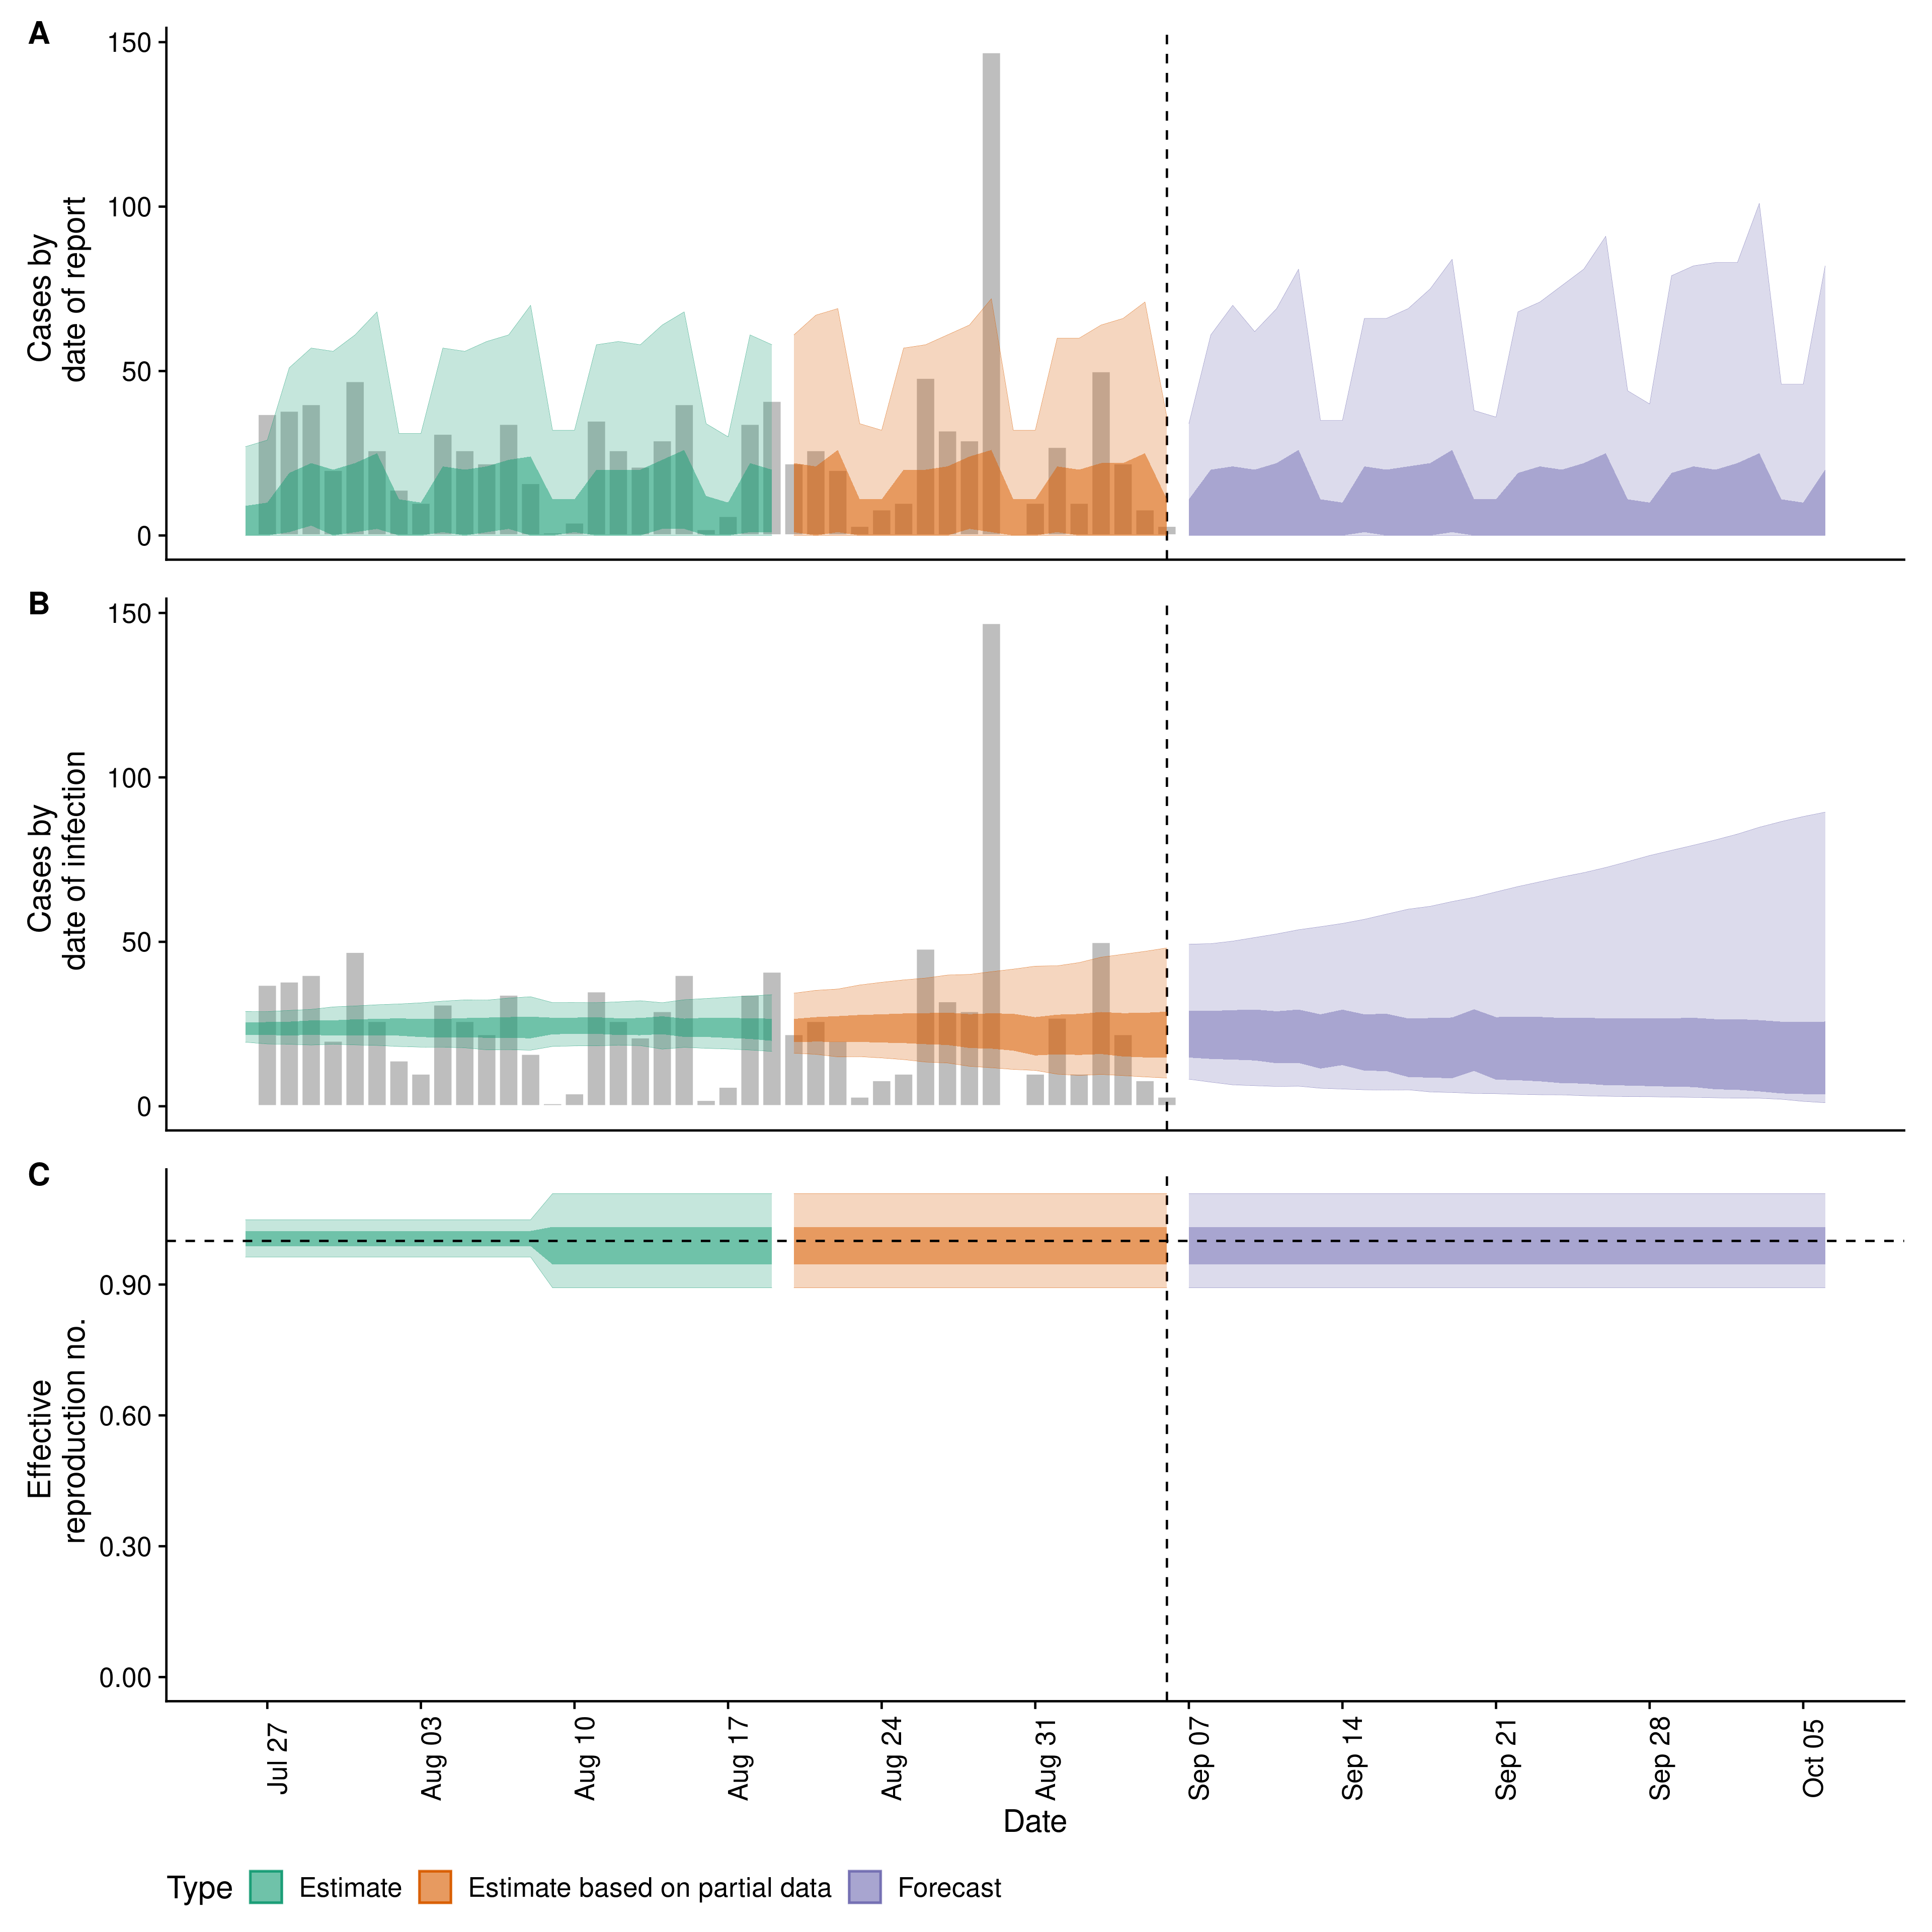 A
150
100
50
0
Cases by
date of report
B
150
100
50
0
Cases by
date of infection
C
0.90
0.60
0.30
0.00
Effective
reproduction no.
Jul 27
Aug 03
Aug 10
Aug 17
Aug 24
Aug 31
Sep 07
Sep 14
Sep 21
Sep 28
Oct 05
Date
Type Estimate Estimate based on partial data Forecast